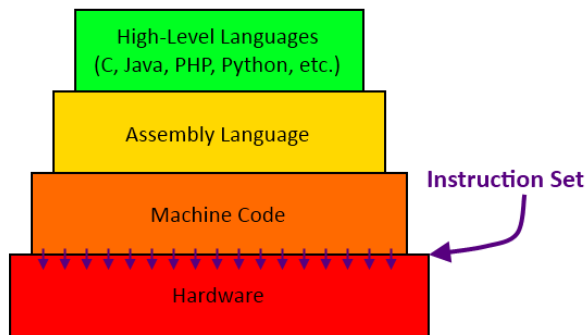 High-Level Languages
(C, Java, PHP, Python, etc.)
Assembly Language
Instruction Set
Machine Code
Hardware